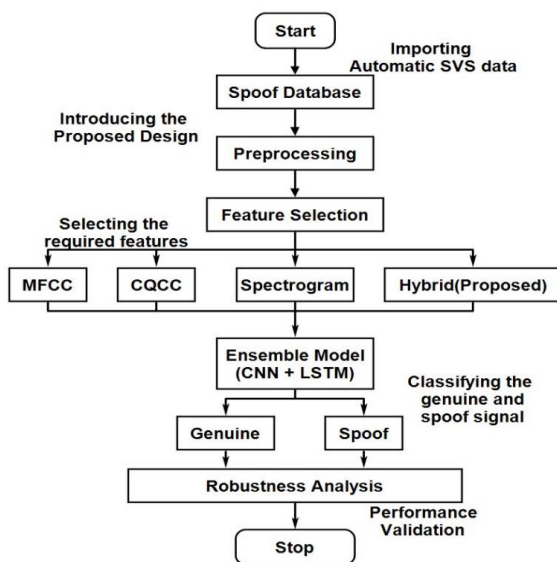 Start
Importing
Automatic SVS data
Spoof Database
Introducing the
Proposed Design
Preprocessing
Feature Selection
Selecting the
required features
MFCC
CQCC
Spectrogram
Hybrid(Proposed)
Ensemble Model
(CNN + LSTM)
Classifying the
genuine and
spoof signal
Genuine
Spoof
Robustness Analysis
Performance
Validation
Stop